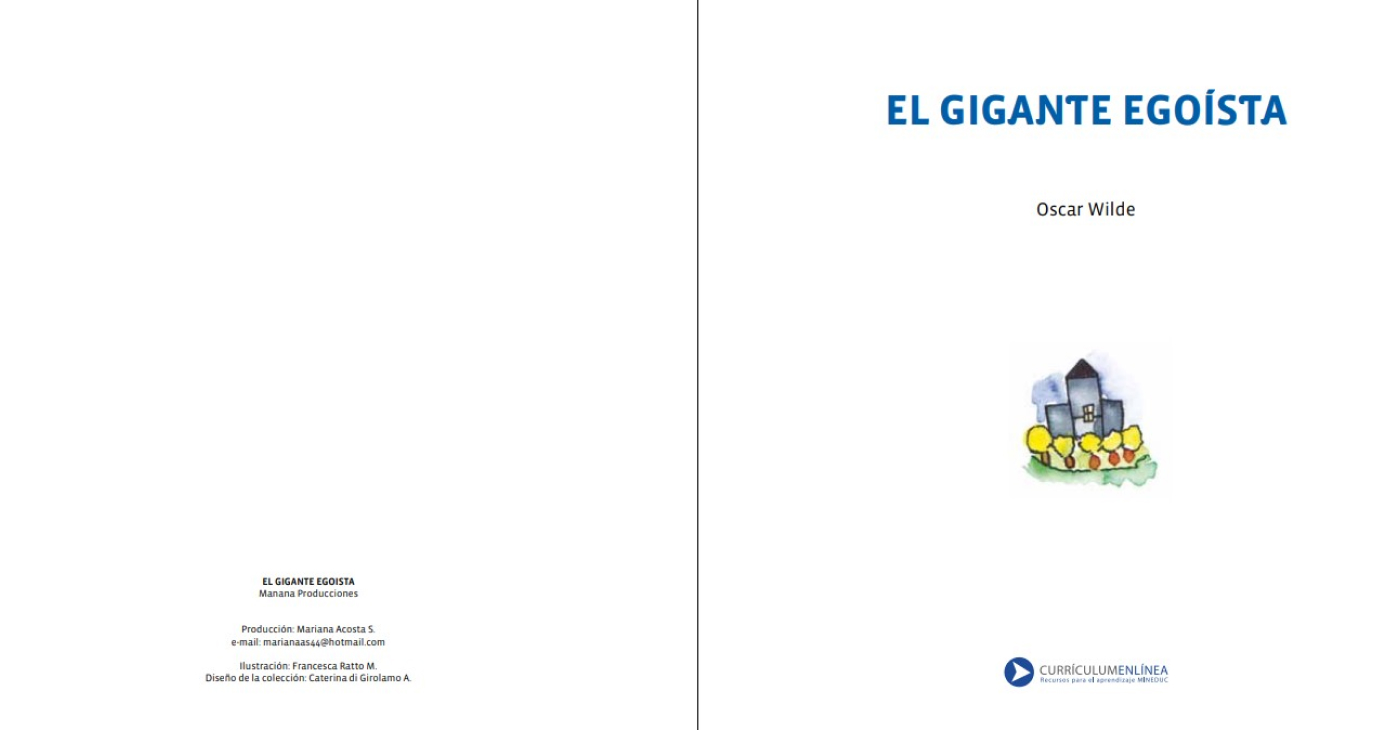 EL GIGANTE EGOISTA
Manana Producciones
Producción: Mariana Acosta S.
e-mail: marianaas44@hotmail.com
Ilustración: Francesca Ratto M.
Diseño de la colección: Caterina di Girolamo A.
EL GIGANTE EGOÍSTA
Oscar Wilde
CURRÍCULUMENLÍNEA
Recursos para el aprendizaje MINEDUC